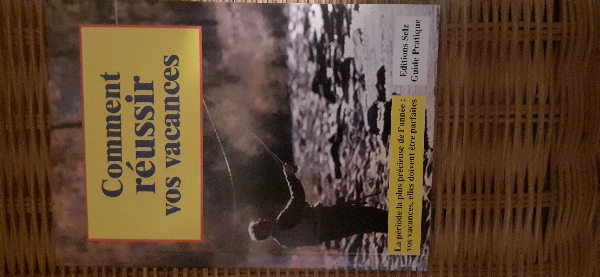 Comment
réussir
vos vacances
La période la plus précieuse de l'année :
vos vacances, elles doivent être parfaites
Editions Selz
Guide Pratique